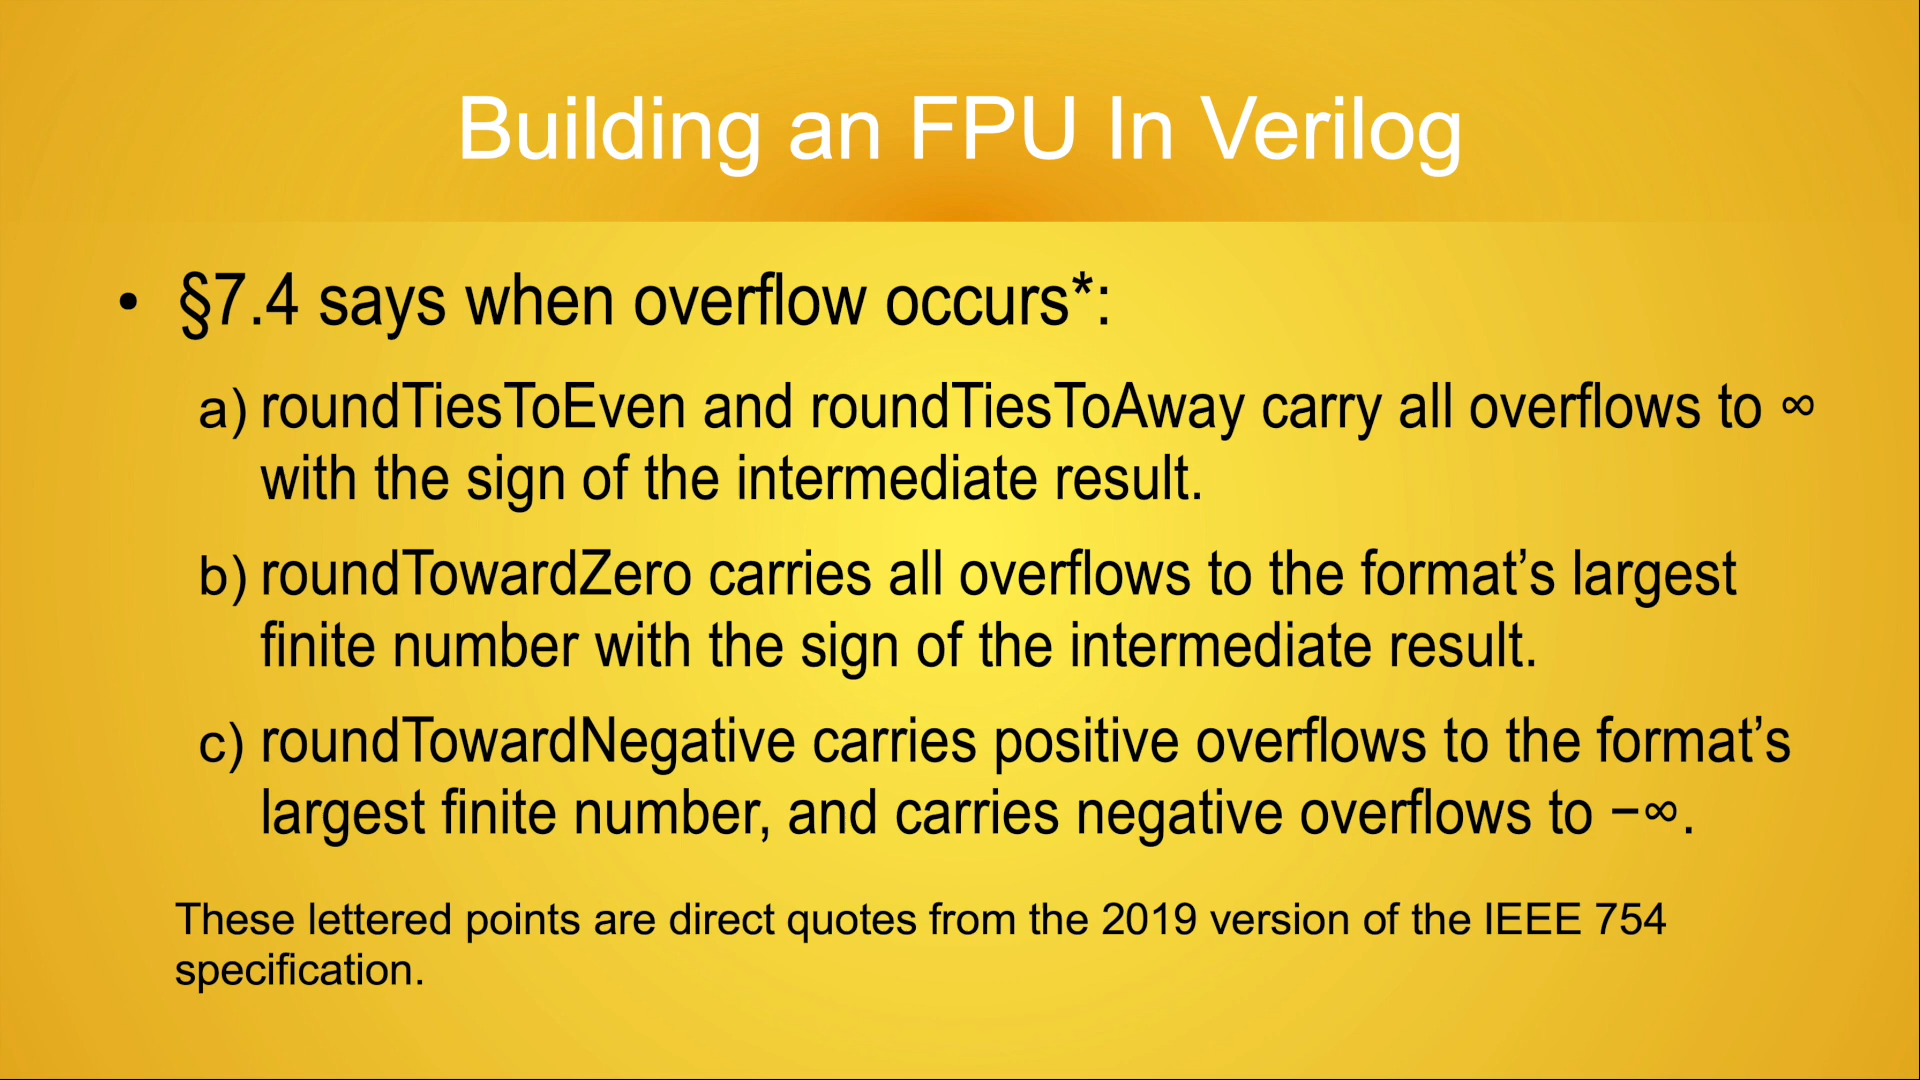 Building an FPU In Verilog
• §7.4 says when overflow occurs*:
a) roundTiesToEven and roundTiesToAway carry all overflows to ∞
with the sign of the intermediate result.
b) roundTowardZero carries all overflows to the format’s largest
finite number with the sign of the intermediate result.
c) roundTowardNegative carries positive overflows to the format’s
largest finite number, and carries negative overflows to −∞.
These lettered points are direct quotes from the 2019 version of the IEEE 754
specification.